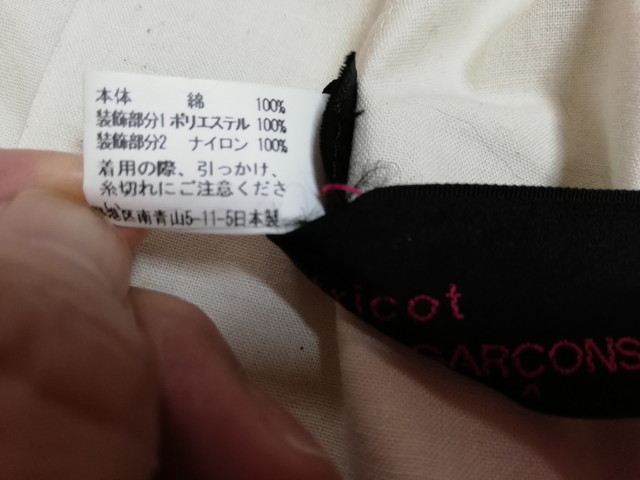 本体 綿 100%
装飾部分1 ポリエステル 100%
装飾部分2 ナイロン 100%
着用の際、引っかけ、
糸切れにご注意くださ
区南青山5-11-5日本製
ricot
GARCONS